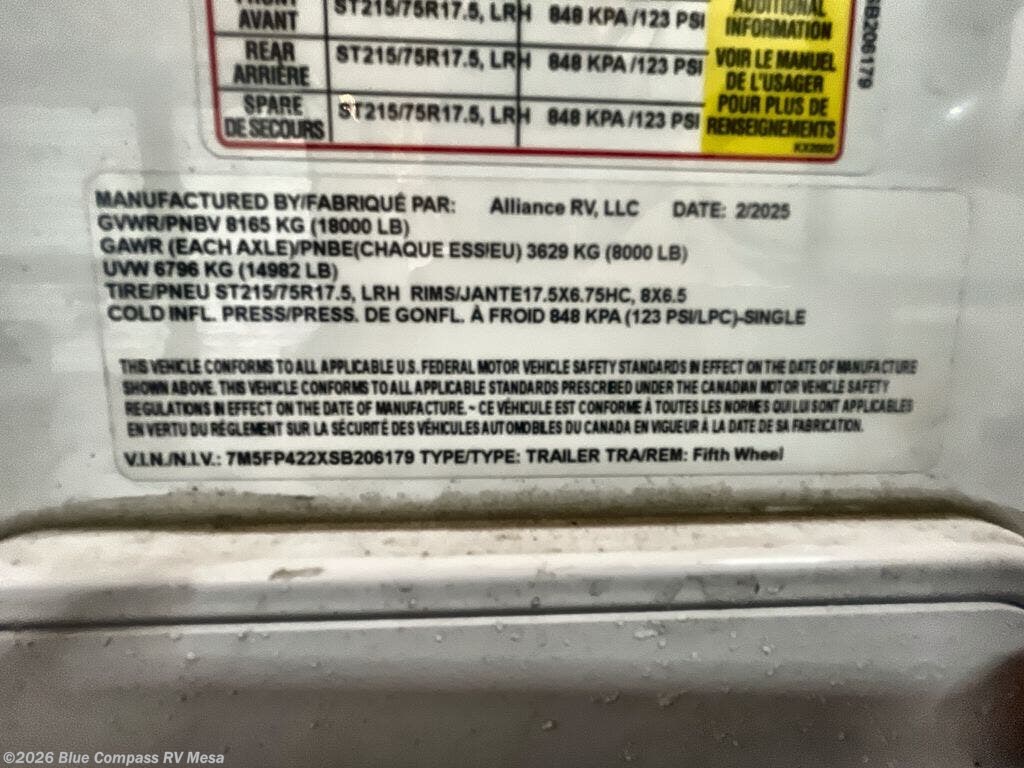 FRONT
AVANT
ST215/75R17.5, LRH 848 KPA /123 PSI
REAR
ARRIÈRE
ST215/75R17.5, LRH 848 KPA /123 PSI
SPARE
DE SECOURS
ST215/75R17.5, LRH 848 KPA /123 PSI
ADDITIONAL
INFORMATION
VOIR LE MANUEL
DE L'USAGER
POUR PLUS DE
RENSEIGNEMENTS
SB206179
MANUFACTURED BY/FABRIQUÉ PAR: Alliance RV, LLC DATE: 2/2025
GVWR/PNBV 8165 KG (18000 LB)
GAWR (EACH AXLE)/PNBE(CHAQUE ESSIEU) 3629 KG (8000 LB)
UVW 6796 KG (14982 LB)
TIRE/PNEU ST215/75R17.5, LRH RIMS/JANTE17.5X6.75HC, 8X6.5
COLD INFL. PRESS/PRESS. DE GONFL. À FROID 848 KPA (123 PSI/LPC)-SINGLE
THIS VEHICLE CONFORMS TO ALL APPLICABLE U.S. FEDERAL MOTOR VEHICLE SAFETY STANDARDS IN EFFECT ON THE DATE OF MANUFACTURE
SHOWN ABOVE. THIS VEHICLE CONFORMS TO ALL APPLICABLE STANDARDS PRESCRIBED UNDER THE CANADIAN MOTOR VEHICLE SAFETY
REGULATIONS IN EFFECT ON THE DATE OF MANUFACTURE. ~ CE VÉHICULE EST CONFORME À TOUTES LES NORMES QUI LUI SONT APPLICABLES
EN VERTU DU RÈGLEMENT SUR LA SÉCURITÉ DES VÉHICULES AUTOMOBILES DU CANADA EN VIGUEUR À LA DATE DE SA FABRICATION.
V.I.N./N.I.V.: 7M5FP422XSB206179 TYPE/TYPE: TRAILER TRA/REM: Fifth Wheel
©2026 Blue Compass RV Mesa